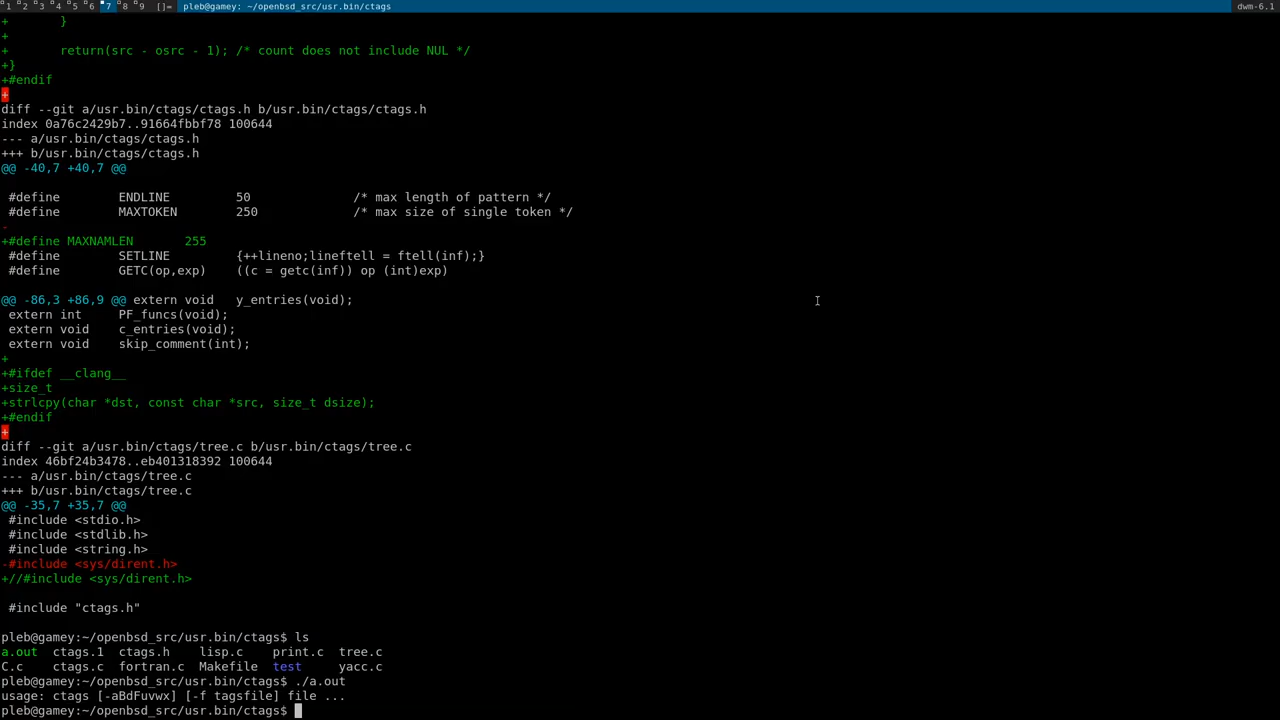 1 2 3 4 5 6 7 8 9 []= pleb@gamey: ~/openbsd_src/usr.bin/ctags dwm-6.1
+       }
+
+       return(src - osrc - 1); /* count does not include NUL */
+}
+#endif
+
diff --git a/usr.bin/ctags/ctags.h b/usr.bin/ctags/ctags.h
index 0a76c2429b7..91664fbbf78 100644
--- a/usr.bin/ctags/ctags.h
+++ b/usr.bin/ctags/ctags.h
@@ -40,7 +40,7 @@
 #define        ENDLINE         50              /* max length of pattern */
 #define        MAXTOKEN        250             /* max size of single token */
-
+#define MAXNAMLEN       255
 #define        SETLINE         {++lineno;lineftell = ftell(inf);}
 #define        GETC(op,exp)    ((c = getc(inf)) op (int)exp)
@@ -86,3 +86,9 @@ extern void   y_entries(void);
 extern int     PF_funcs(void);
 extern void    c_entries(void);
 extern void    skip_comment(int);
+
+#ifdef __clang__
+size_t
+strlcpy(char *dst, const char *src, size_t dsize);
+#endif
+
diff --git a/usr.bin/ctags/tree.c b/usr.bin/ctags/tree.c
index 46bf24b3478..eb401318392 100644
--- a/usr.bin/ctags/tree.c
+++ b/usr.bin/ctags/tree.c
@@ -35,7 +35,7 @@
 #include <stdio.h>
 #include <stdlib.h>
 #include <string.h>
-#include <sys/dirent.h>
+//#include <sys/dirent.h>
 #include "ctags.h"
pleb@gamey:~/openbsd_src/usr.bin/ctags$ ls
a.out  ctags.1  ctags.h    lisp.c    print.c  tree.c
C.c    ctags.c  fortran.c  Makefile  test     yacc.c
pleb@gamey:~/openbsd_src/usr.bin/ctags$ ./a.out
usage: ctags [-aBdFuvwx] [-f tagsfile] file ...
pleb@gamey:~/openbsd_src/usr.bin/ctags$